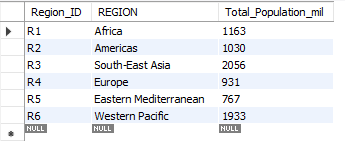 Region_ID REGION Total_Population_mil
R1 Africa 1163
R2 Americas 1030
R3 South-East Asia 2056
R4 Europe 931
R5 Eastern Mediterranean 767
R6 Western Pacific 1933
NULL NULL NULL